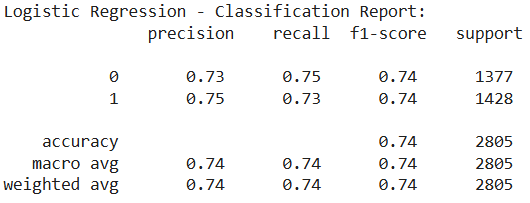 Logistic Regression - Classification Report:
precision recall f1-score support
0 0.73 0.75 0.74 1377
1 0.75 0.73 0.74 1428
accuracy 0.74 2805
macro avg 0.74 0.74 0.74 2805
weighted avg 0.74 0.74 0.74 2805